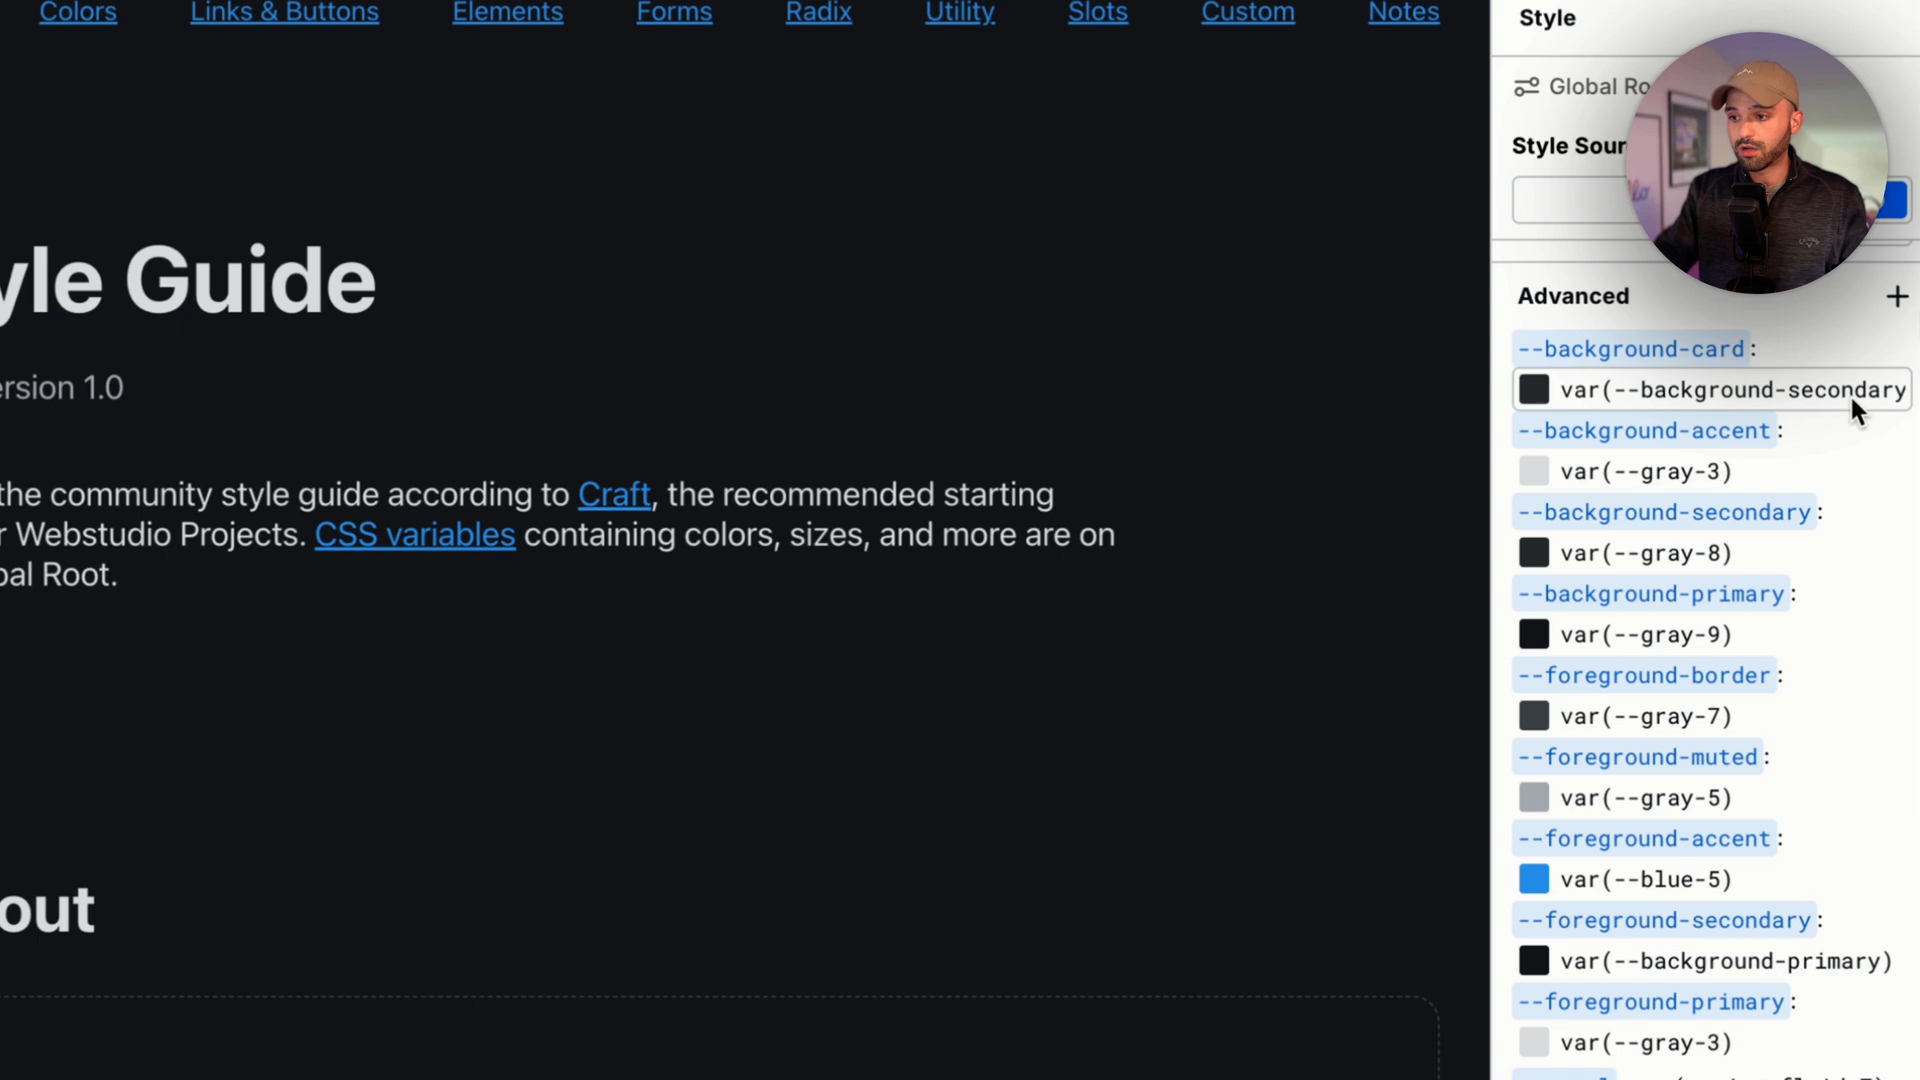 Colors Links & Buttons Elements Forms Radix Utility Slots Custom Notes
Style
Global Ro
Style Sour
yle Guide
ersion 1.0
the community style guide according to Craft, the recommended starting
r Webstudio Projects. CSS variables containing colors, sizes, and more are on
bal Root.
out
Advanced
--background-card:
var(--background-secondary
--background-accent:
var(--gray-3)
--background-secondary:
var(--gray-8)
--background-primary:
var(--gray-9)
--foreground-border:
var(--gray-7)
--foreground-muted:
var(--gray-5)
--foreground-accent:
var(--blue-5)
--foreground-secondary:
var(--background-primary)
--foreground-primary:
var(--gray-3)